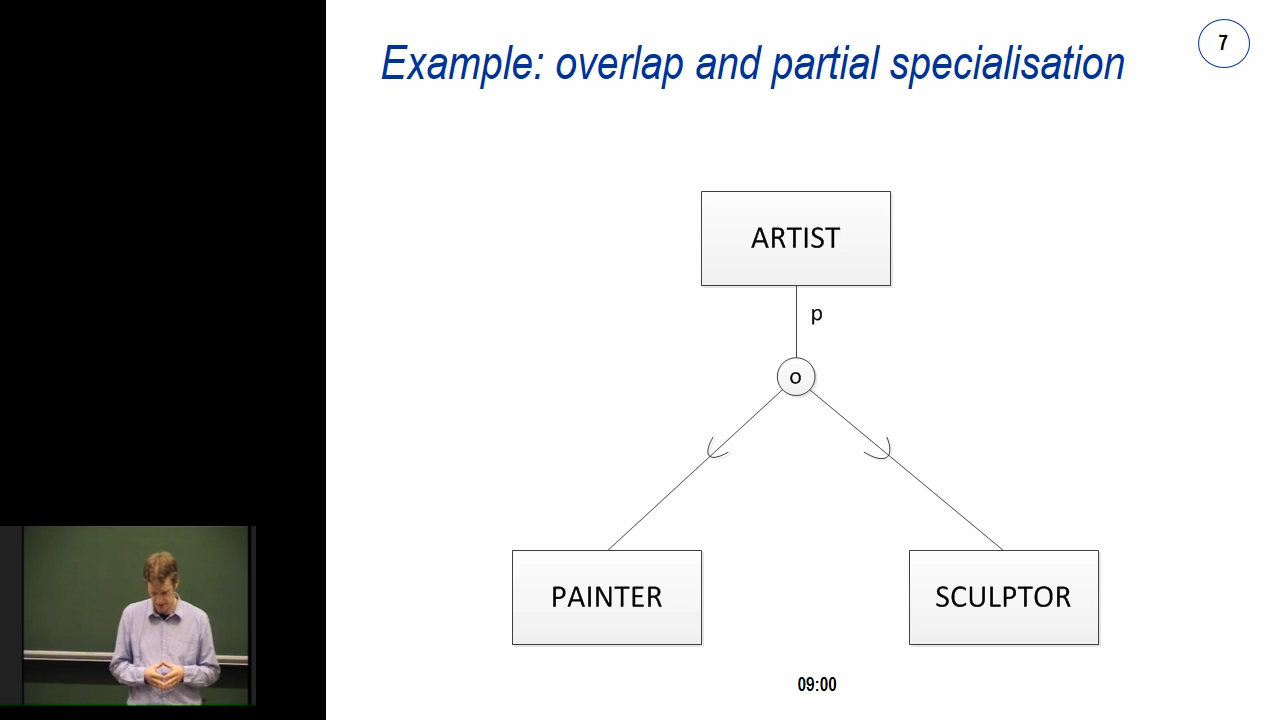 Example: overlap and partial specialisation
7
ARTIST
p
o
PAINTER
SCULPTOR
09:00